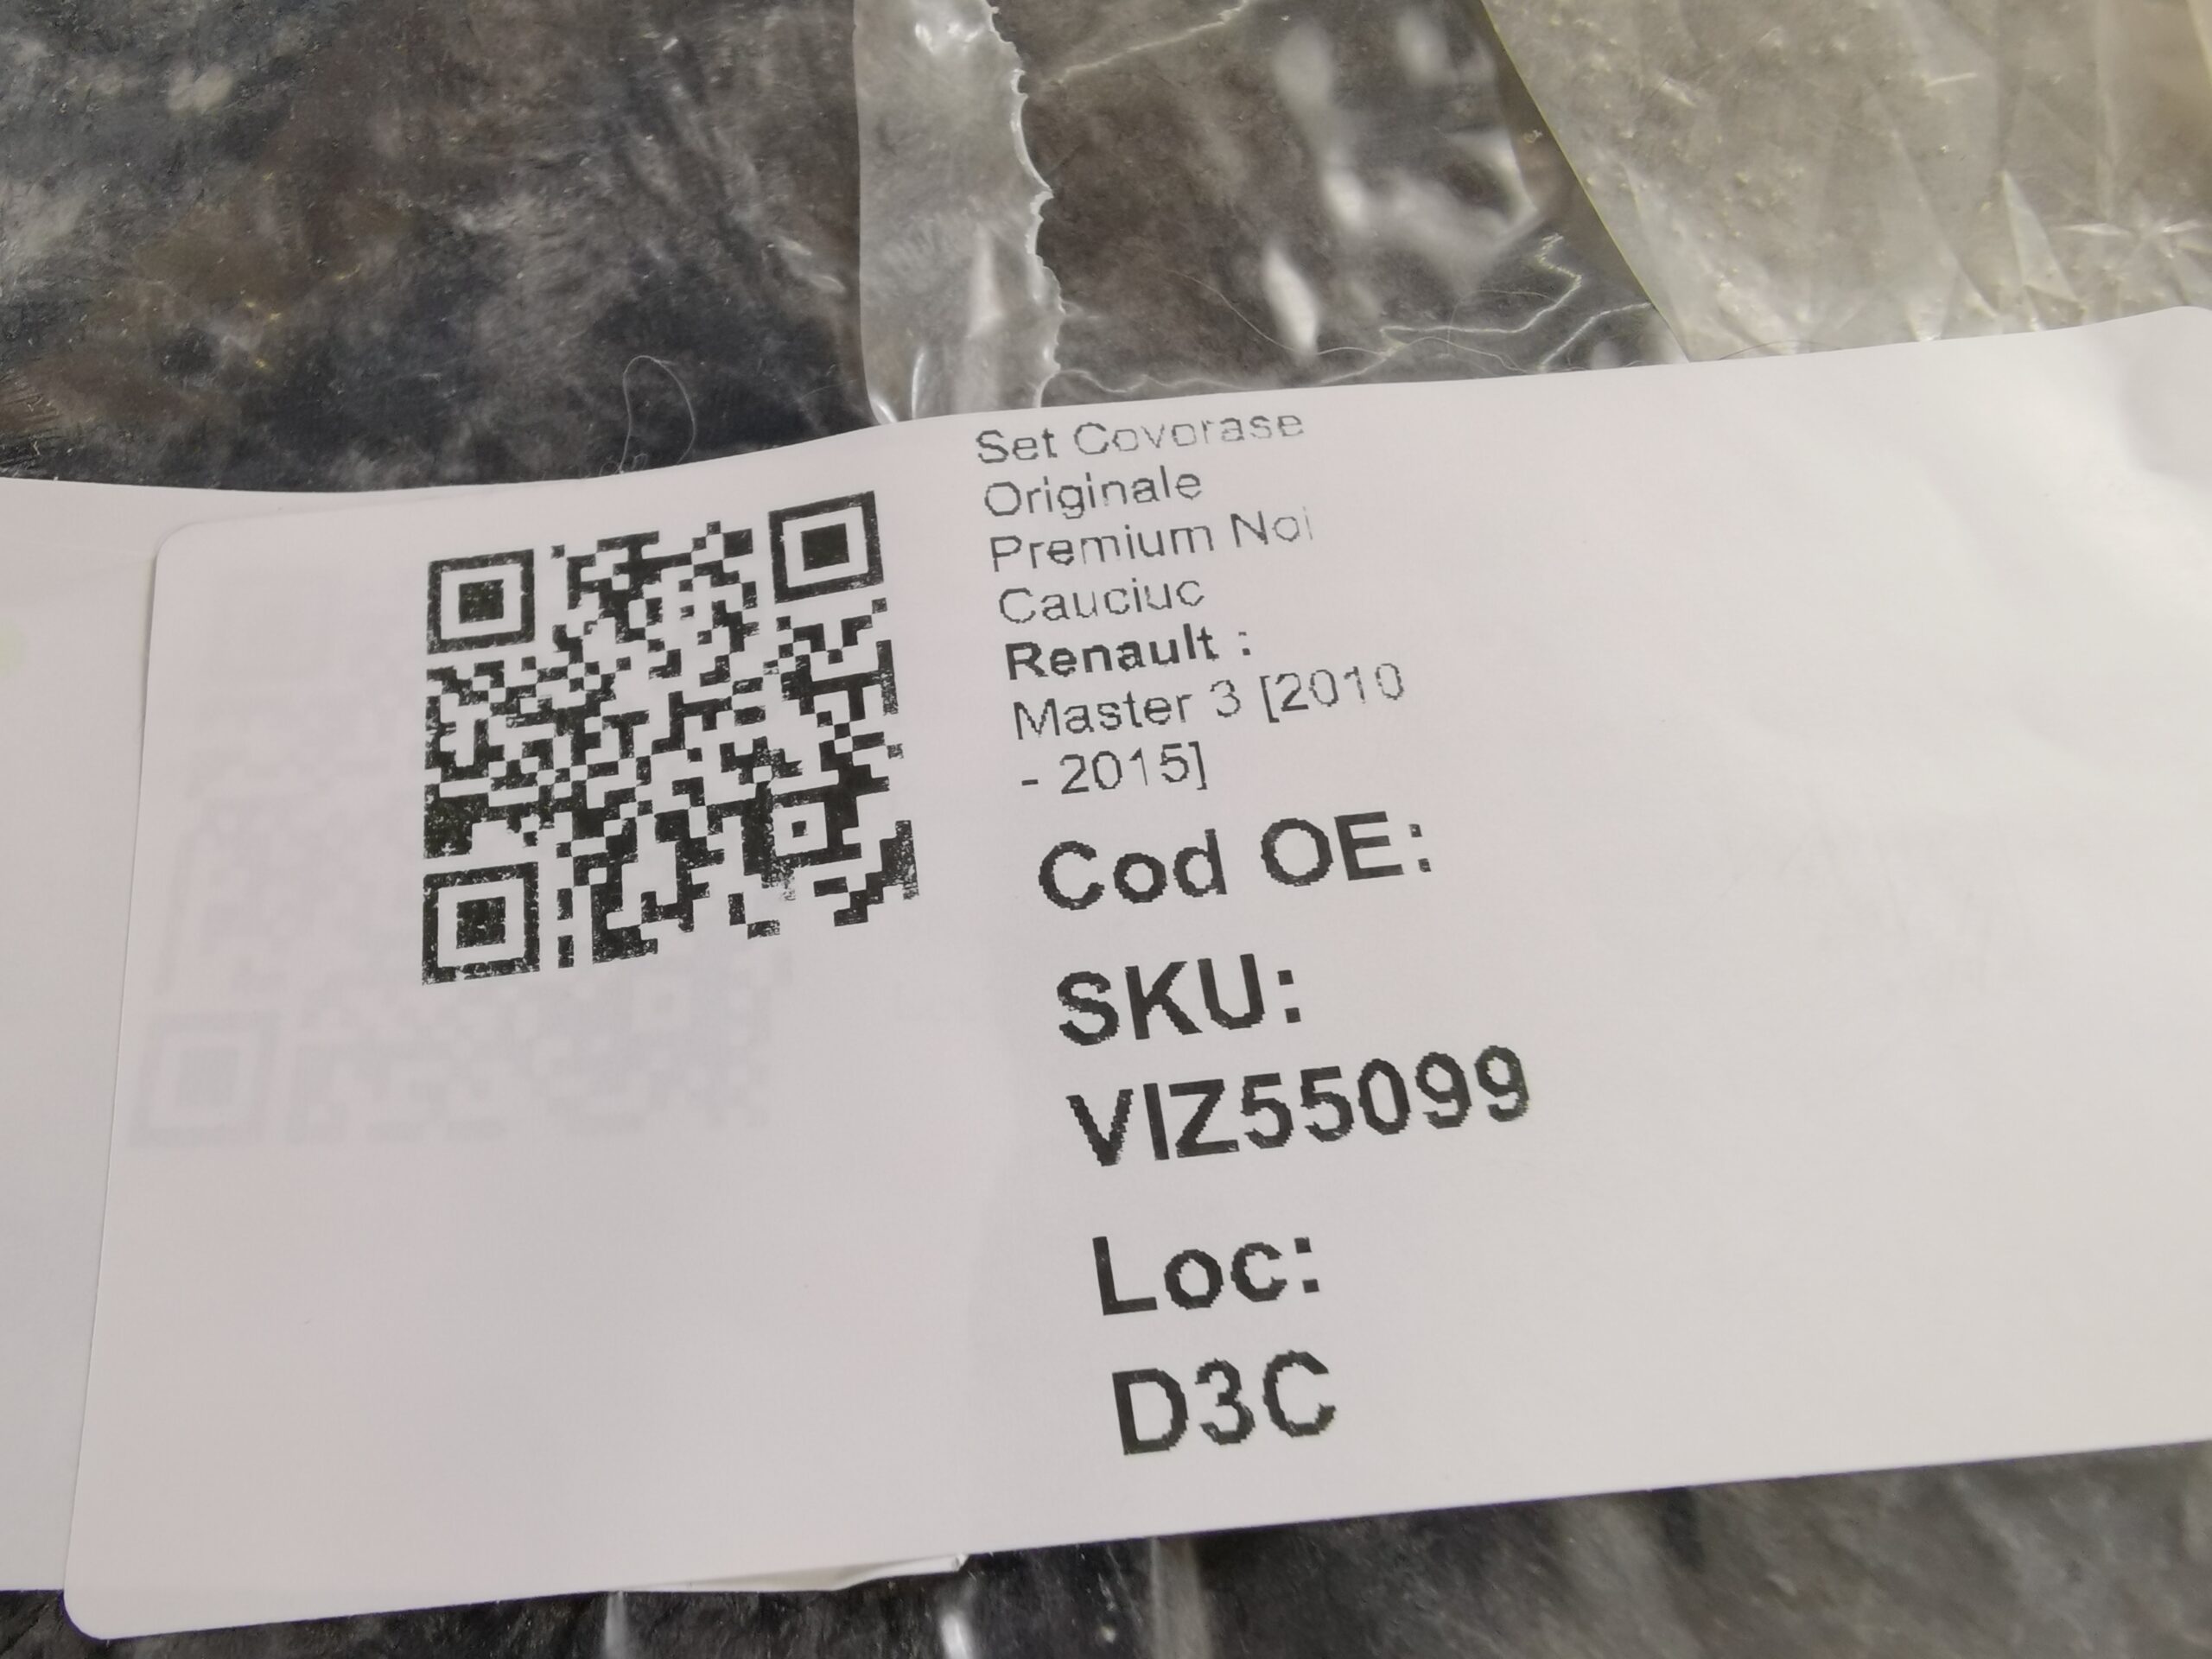 Set Covorase
Originale
Premium Noi
Cauciuc
Renault :
Master 3 [2010
- 2015]
Cod OE:
SKU:
VIZ55099
Loc:
D3C